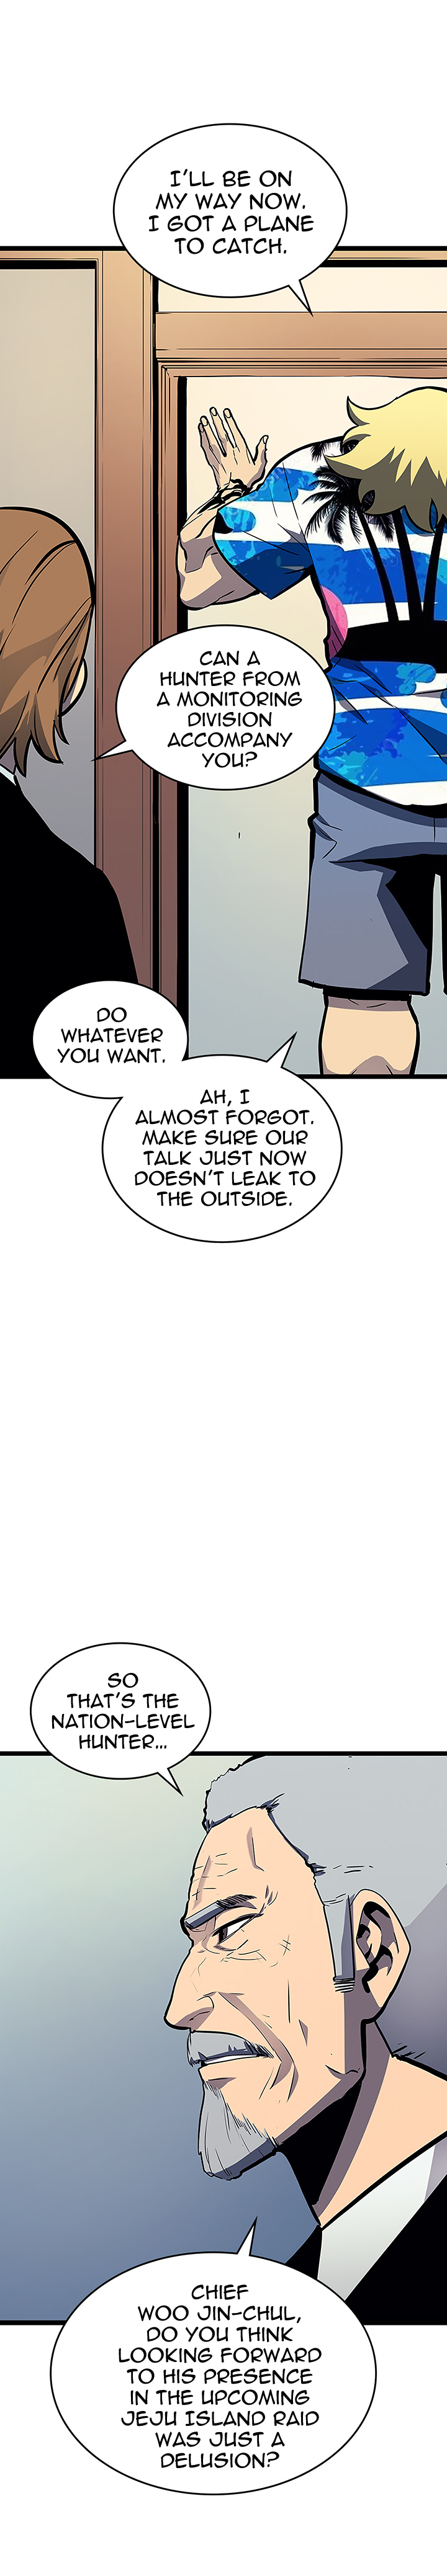 I'LL BE ON
MY WAY NOW.
I GOT A PLANE
TO CATCH.
CAN A
HUNTER FROM
A MONITORING
DIVISION
ACCOMPANY
YOU?
DO
WHATEVER
YOU WANT.
AH, I
ALMOST FORGOT.
MAKE SURE OUR
TALK JUST NOW
DOESN'T LEAK TO
THE OUTSIDE.
SO
THAT'S THE
NATION-LEVEL
HUNTER...
CHIEF
WOO JIN-CHUL,
DO YOU THINK
LOOKING FORWARD
TO HIS PRESENCE
IN THE UPCOMING
JEJU ISLAND RAID
WAS JUST A
DELUSION?